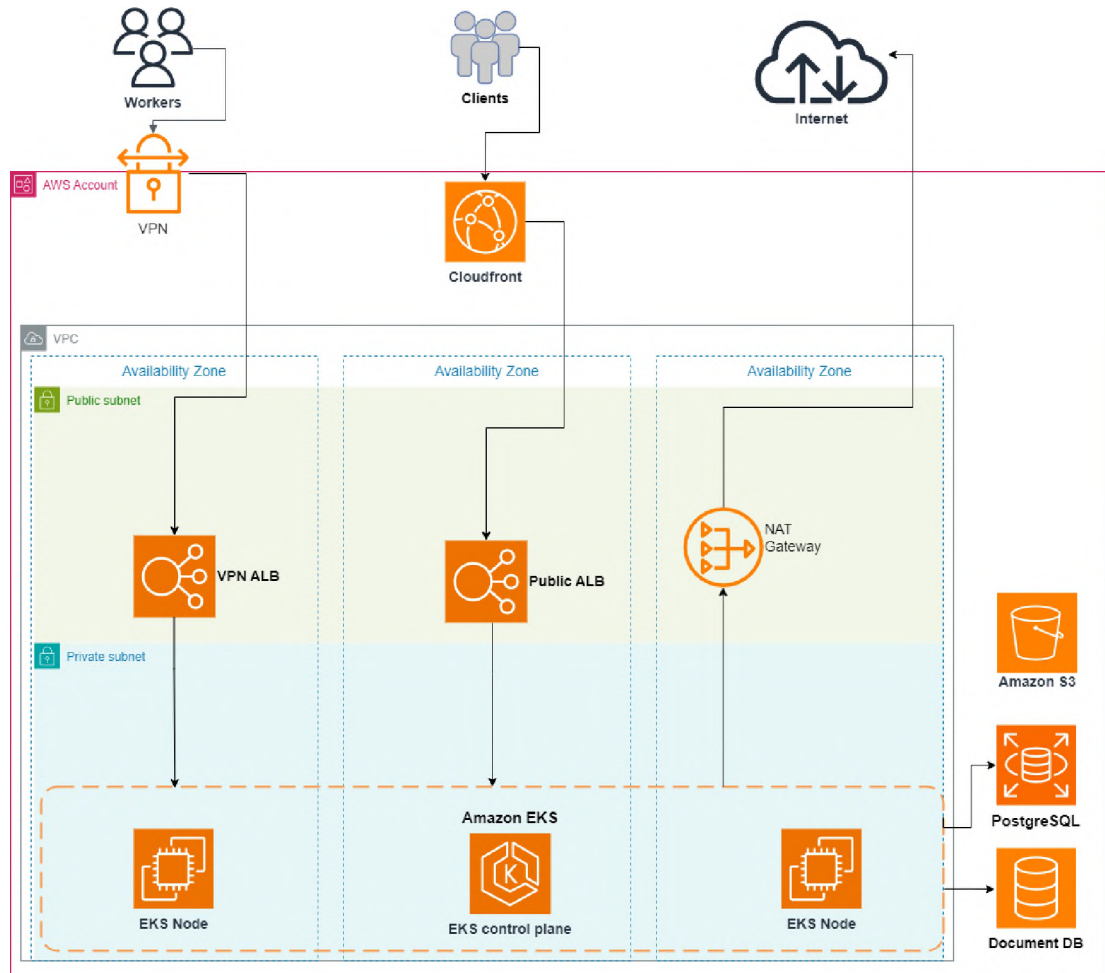 Workers
Clients
Internet
AWS Account
VPN
Cloudfront
VPC
Availability Zone
Availability Zone
Availability Zone
Public subnet
VPN ALB
Public ALB
NAT
Gateway
Private subnet
Amazon S3
PostgreSQL
Amazon EKS
K
EKS Node
EKS control plane
EKS Node
Document DB